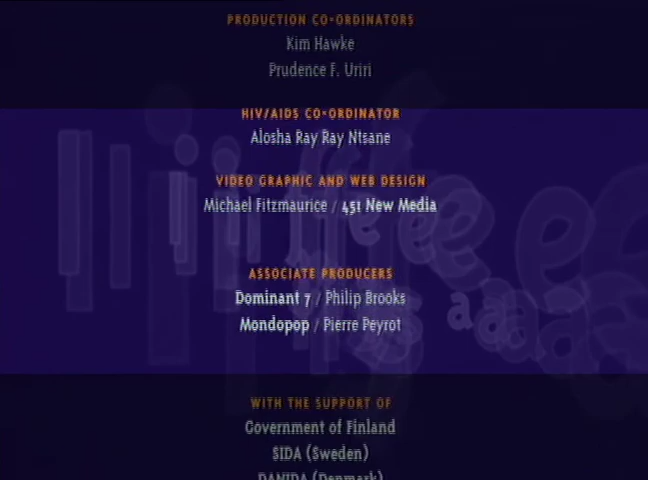 PRODUCTION CO-ORDINATORS
Kim Hawke
Prudence F. Uriri
HIV/AIDS CO-ORDINATOR
Alosha Ray Ray Ntsane
VIDEO GRAPHIC AND WEB DESIGN
Michael Fitzmaurice / 451 New Media
ASSOCIATE PRODUCERS
Dominant 7 / Philip Brooks
Mondopop / Pierre Peyrot
WITH THE SUPPORT OF
Government of Finland
SIDA (Sweden)
DANIDA (Denmark)